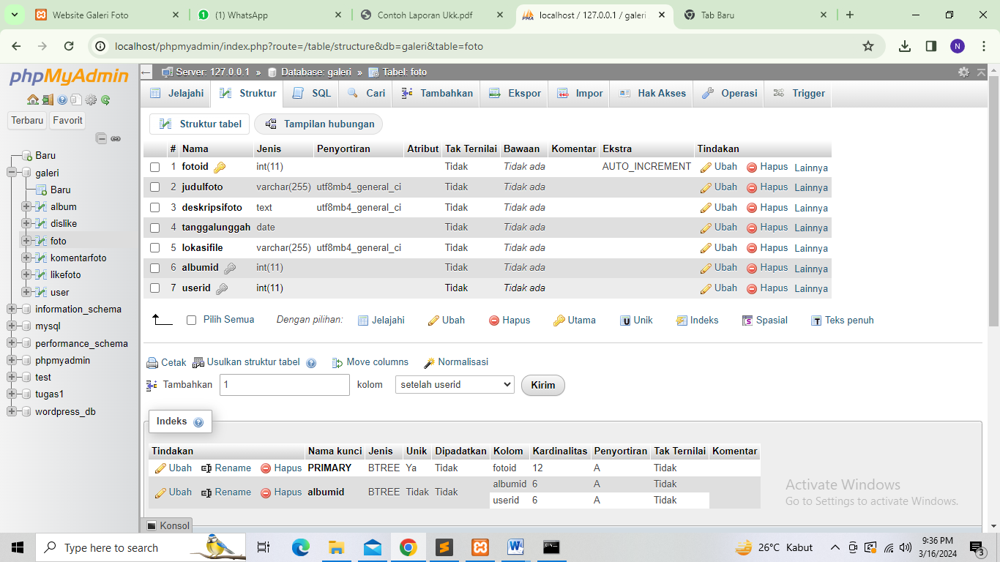 Website Galeri Foto
(1) WhatsApp
Contoh Laporan Ukk.pdf
localhost / 127.0.0.1 / galeri
Tab Baru
localhost/phpmyadmin/index.php?route=/table/structure&db=galeri&table=foto
N
phpMyAdmin
Terbaru Favorit
Baru
galeri
Baru
album
dislike
foto
komentarfoto
likefoto
user
information_schema
mysql
performance_schema
phpmyadmin
test
tugas1
wordpress_db
Server: 127.0.0.1 » Database: galeri » Tabel: foto
Jelajahi Struktur SQL Cari Tambahkan Ekspor Impor Hak Akses Operasi Trigger
Struktur tabel Tampilan hubungan
# Nama Jenis Penyortiran Atribut Tak Ternilai Bawaan Komentar Ekstra Tindakan
1 fotoid int(11) Tidak Tidak ada AUTO_INCREMENT Ubah Hapus Lainnya
2 judulfoto varchar(255) utf8mb4_general_ci Tidak Tidak ada Ubah Hapus Lainnya
3 deskripsifoto text utf8mb4_general_ci Tidak Tidak ada Ubah Hapus Lainnya
4 tanggalunggah date Tidak Tidak ada Ubah Hapus Lainnya
5 lokasifile varchar(255) utf8mb4_general_ci Tidak Tidak ada Ubah Hapus Lainnya
6 albumid int(11) Tidak Tidak ada Ubah Hapus Lainnya
7 userid int(11) Tidak Tidak ada Ubah Hapus Lainnya
Pilih Semua Dengan pilihan: Jelajahi Ubah Hapus Utama Unik Indeks Spasial Teks penuh
Cetak Usulkan struktur tabel Move columns Normalisasi
Tambahkan 1 kolom setelah userid Kirim
Indeks
Tindakan Nama kunci Jenis Unik Dipadatkan Kolom Kardinalitas Penyortiran Tak Ternilai Komentar
Ubah Rename Hapus PRIMARY BTREE Ya Tidak fotoid 12 A Tidak
Ubah Rename Hapus albumid BTREE Tidak Tidak albumid 6 A Tidak
userid 6 A Tidak
Activate Windows
Go to Settings to activate Windows.
Konsol
Type here to search
26°C Kabut
9:36 PM
3/16/2024
3